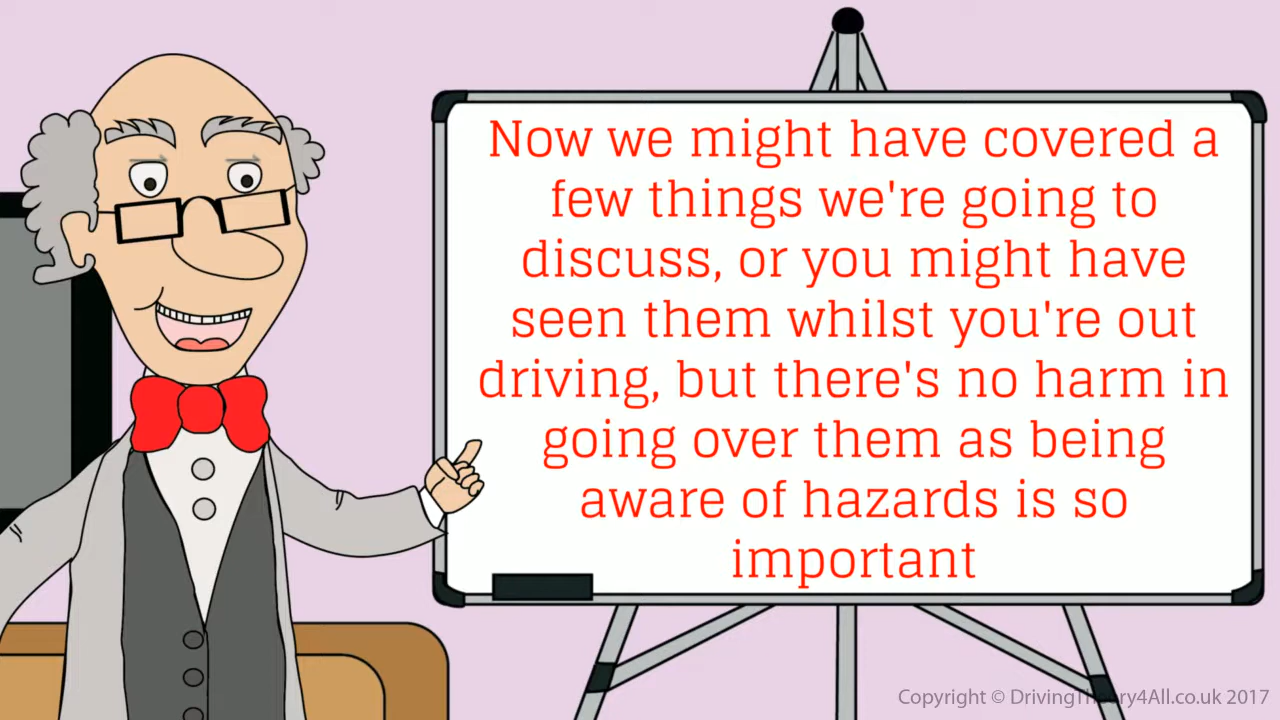 Now we might have covered a
few things we're going to
discuss, or you might have
seen them whilst you're out
driving, but there's no harm in
going over them as being
aware of hazards is so
important
Copyright © DrivingTheory4All.co.uk 2017